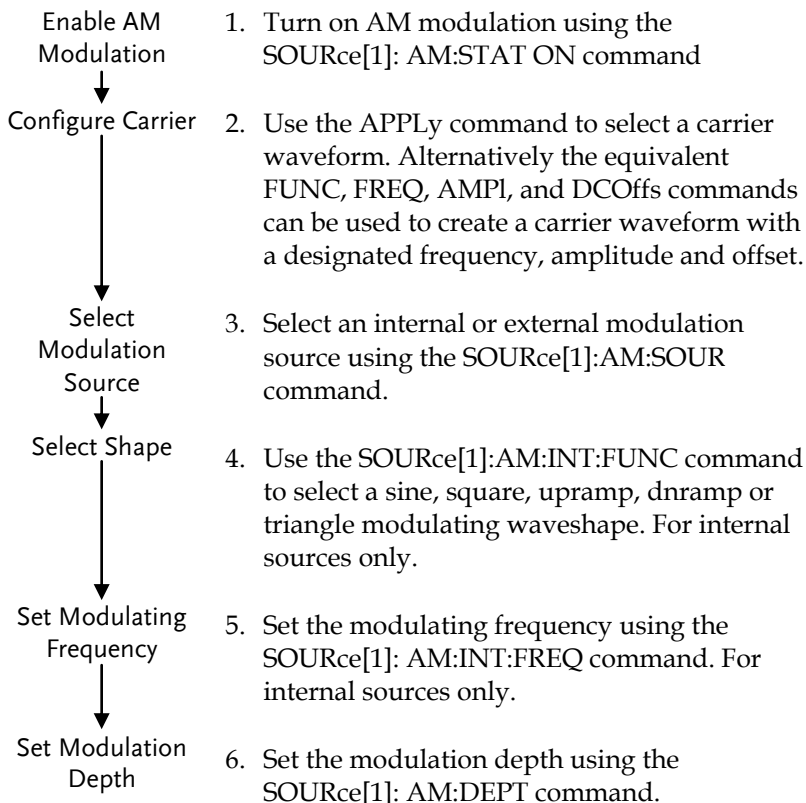 Enable AM
Modulation
1. Turn on AM modulation using the
SOURce[1]: AM:STAT ON command
Configure Carrier
2. Use the APPLy command to select a carrier
waveform. Alternatively the equivalent
FUNC, FREQ, AMPl, and DCOffs commands
can be used to create a carrier waveform with
a designated frequency, amplitude and offset.
Select
Modulation
Source
3. Select an internal or external modulation
source using the SOURce[1]:AM:SOUR
command.
Select Shape
4. Use the SOURce[1]:AM:INT:FUNC command
to select a sine, square, upramp, dnramp or
triangle modulating waveshape. For internal
sources only.
Set Modulating
Frequency
5. Set the modulating frequency using the
SOURce[1]: AM:INT:FREQ command. For
internal sources only.
Set Modulation
Depth
6. Set the modulation depth using the
SOURce[1]: AM:DEPT command.